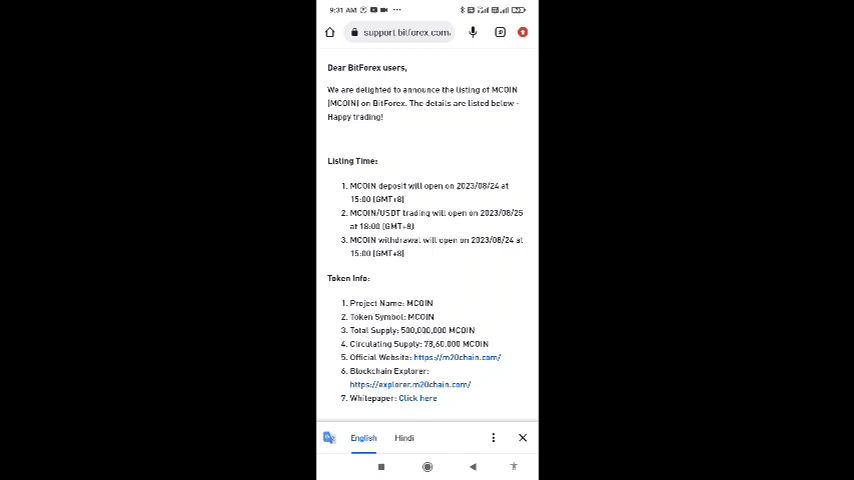 9:31 AM
support.bitforex.com
Dear BitForex users,
We are delighted to announce the listing of MCOIN
(MCOIN) on BitForex. The details are listed below -
Happy trading!
Listing Time:
1. MCOIN deposit will open on 2023/08/24 at
15:00 (GMT+8)
2. MCOIN/USDT trading will open on 2023/08/25
at 18:00 (GMT+8)
3. MCOIN withdrawal will open on 2023/08/24 at
15:00 (GMT+8)
Token Info:
1. Project Name: MCOIN
2. Token Symbol: MCOIN
3. Total Supply: 500,000,000 MCOIN
4. Circulating Supply: 78,60,000 MCOIN
5. Official Website: https://m20chain.com/
6. Blockchain Explorer:
https://explorer.m20chain.com/
7. Whitepaper: Click here
English Hindi